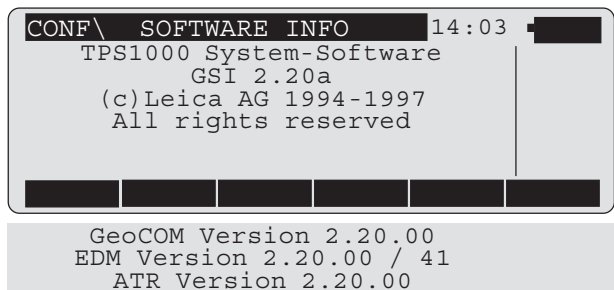 CONF\ SOFTWARE INFO 14:03
TPS1000 System-Software
GSI 2.20a
(c)Leica AG 1994-1997
All rights reserved
GeoCOM Version 2.20.00
EDM Version 2.20.00 / 41
ATR Version 2.20.00